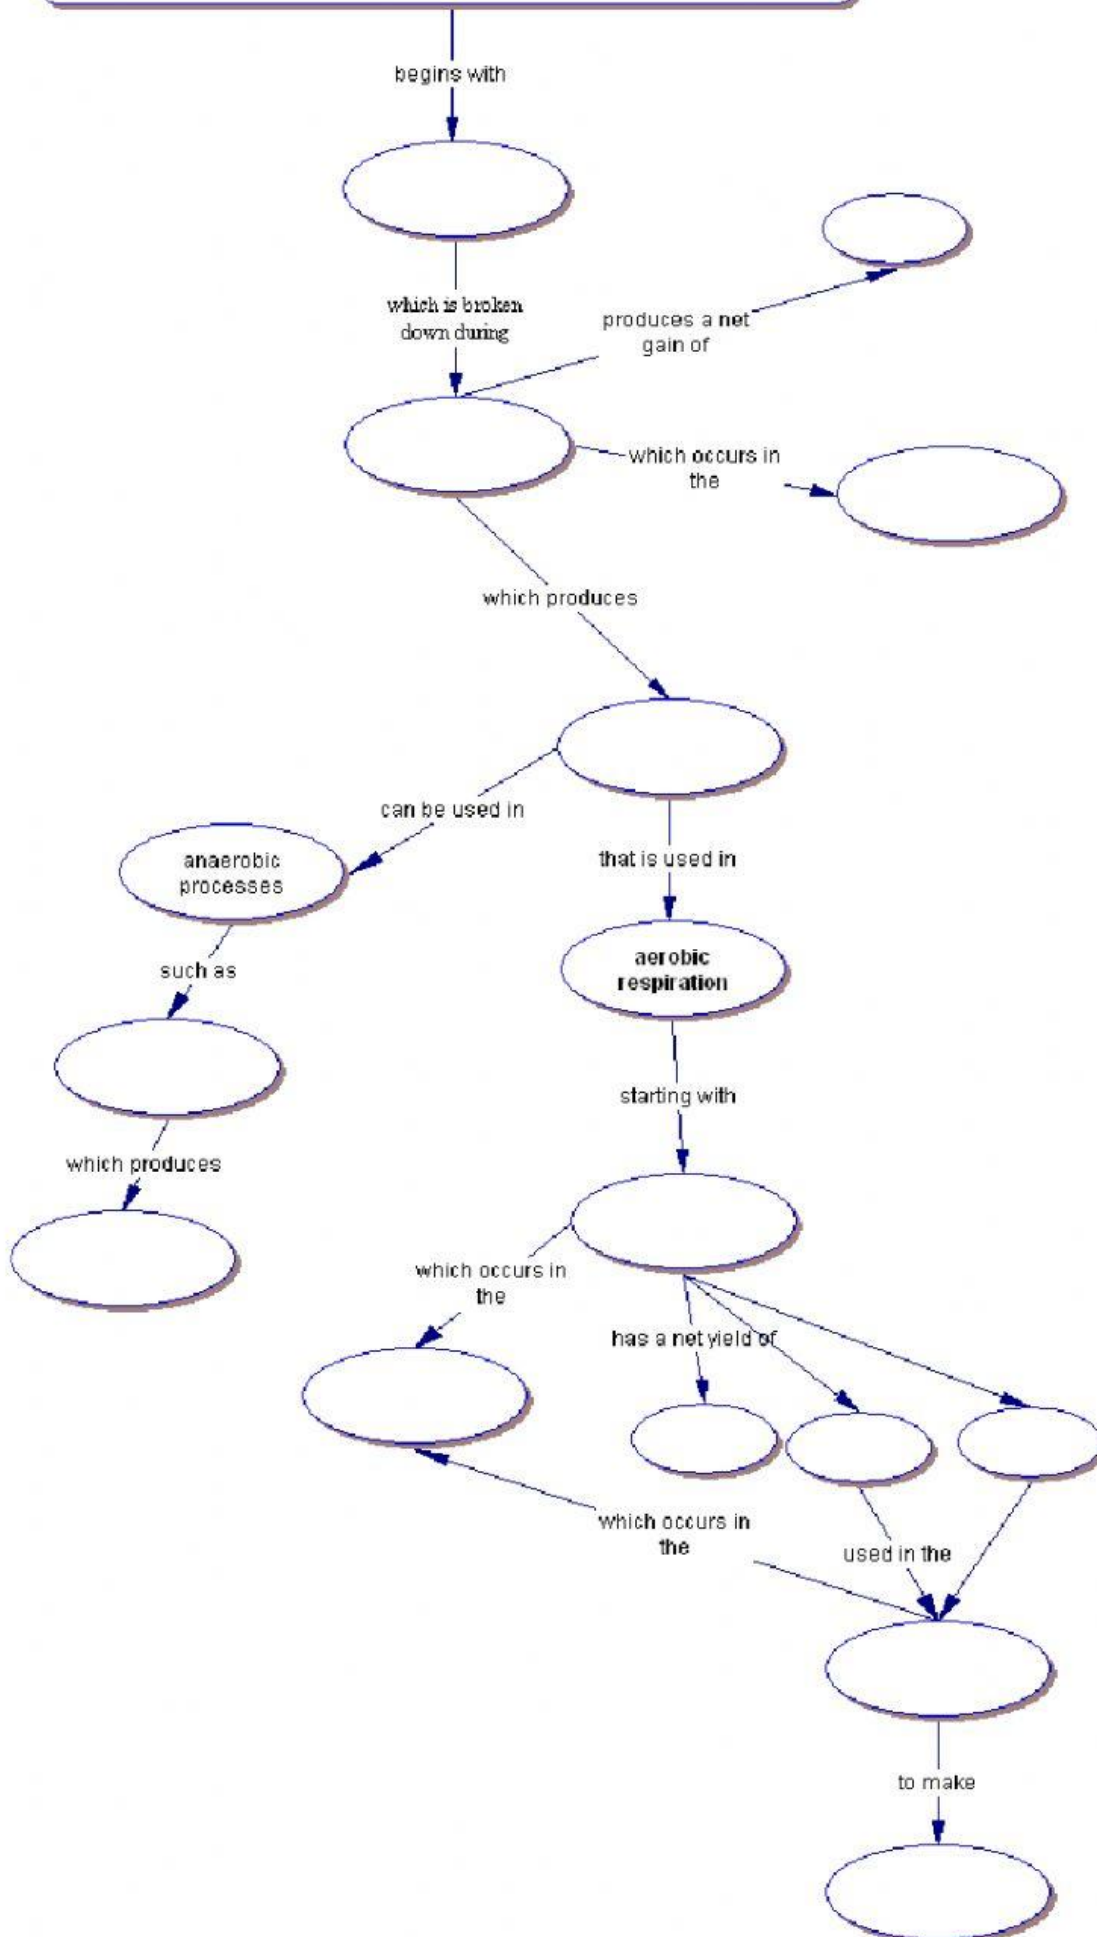 begins with
which is broken
down during
produces a net
gain of
which occurs in
the
which produces
can be used in
that is used in
anaerobic
processes
aerobic
respiration
such as
starting with
which produces
which occurs in
the
has a net yield of
which occurs in
the
used in the
to make